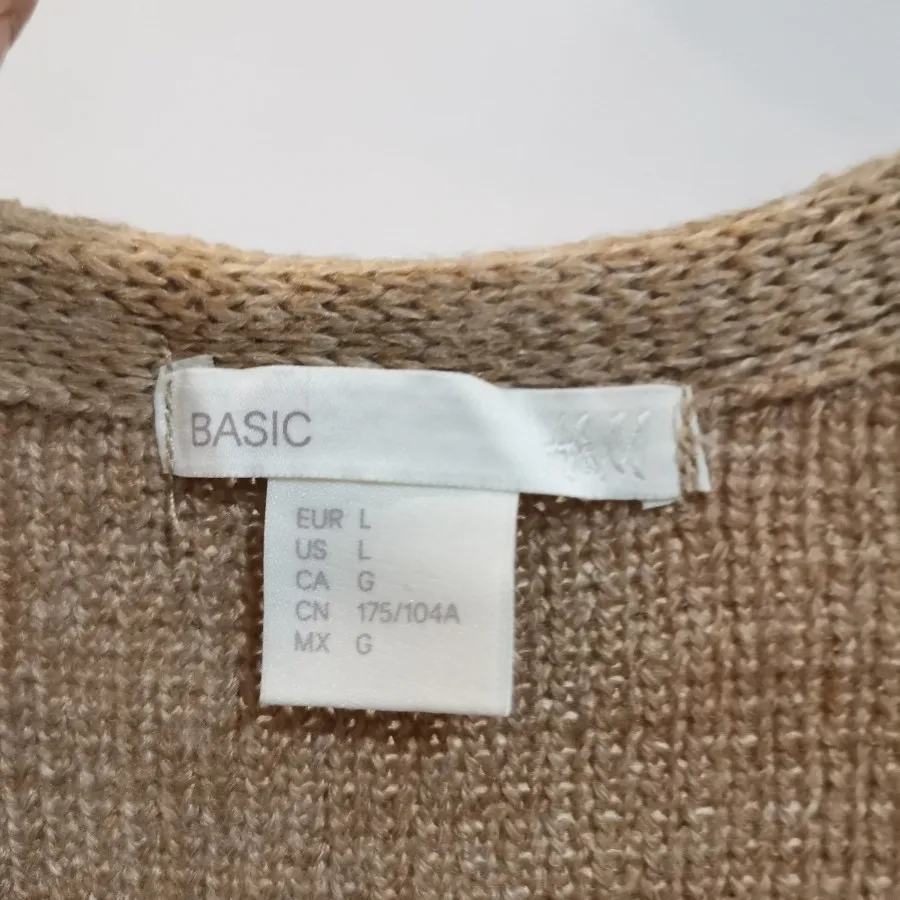 BASIC H&M
EUR L
US L
CA G
CN 175/104A
MX G